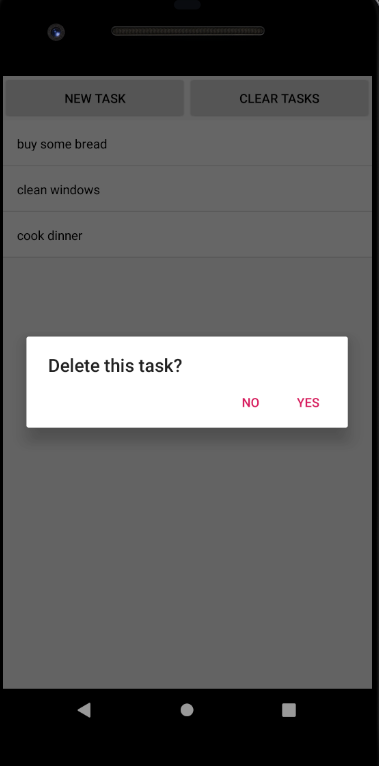 NEW TASK CLEAR TASKS
buy some bread
clean windows
cook dinner
Delete this task?
NO YES